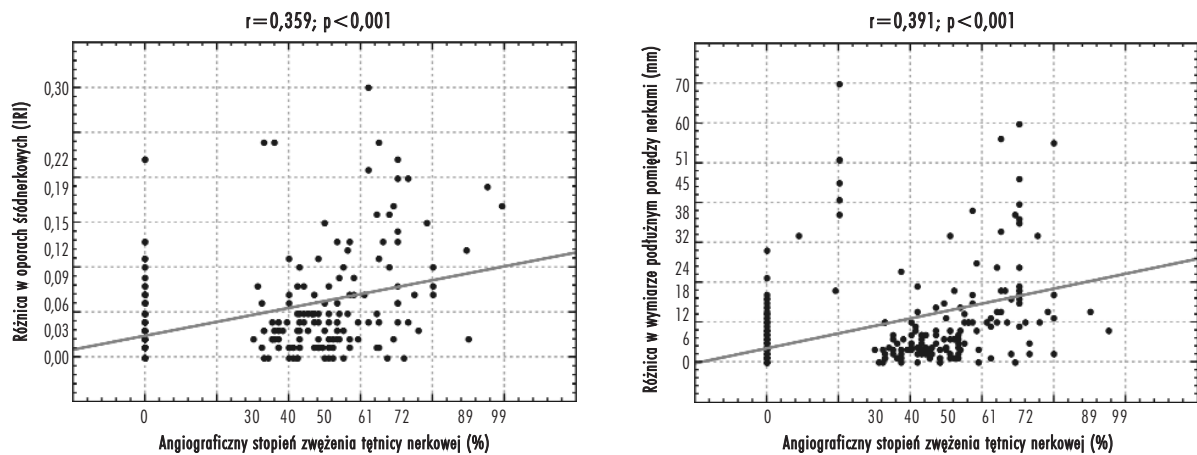 r=0,359; p<0,001
Różnica w oporach śródnerkowych (IRI)
0,30
0,22
0,19
0,15
0,09
0,06
0,03
0,00
0 30 40 50 61 72 89 99
Angiograficzny stopień zwężenia tętnicy nerkowej (%)
r=0,391; p<0,001
Różnica w wymiarze podłużnym pomiędzy nerkami (mm)
70
60
51
45
38
32
24
18
12
6
0
0 30 40 50 61 72 89 99
Angiograficzny stopień zwężenia tętnicy nerkowej (%)